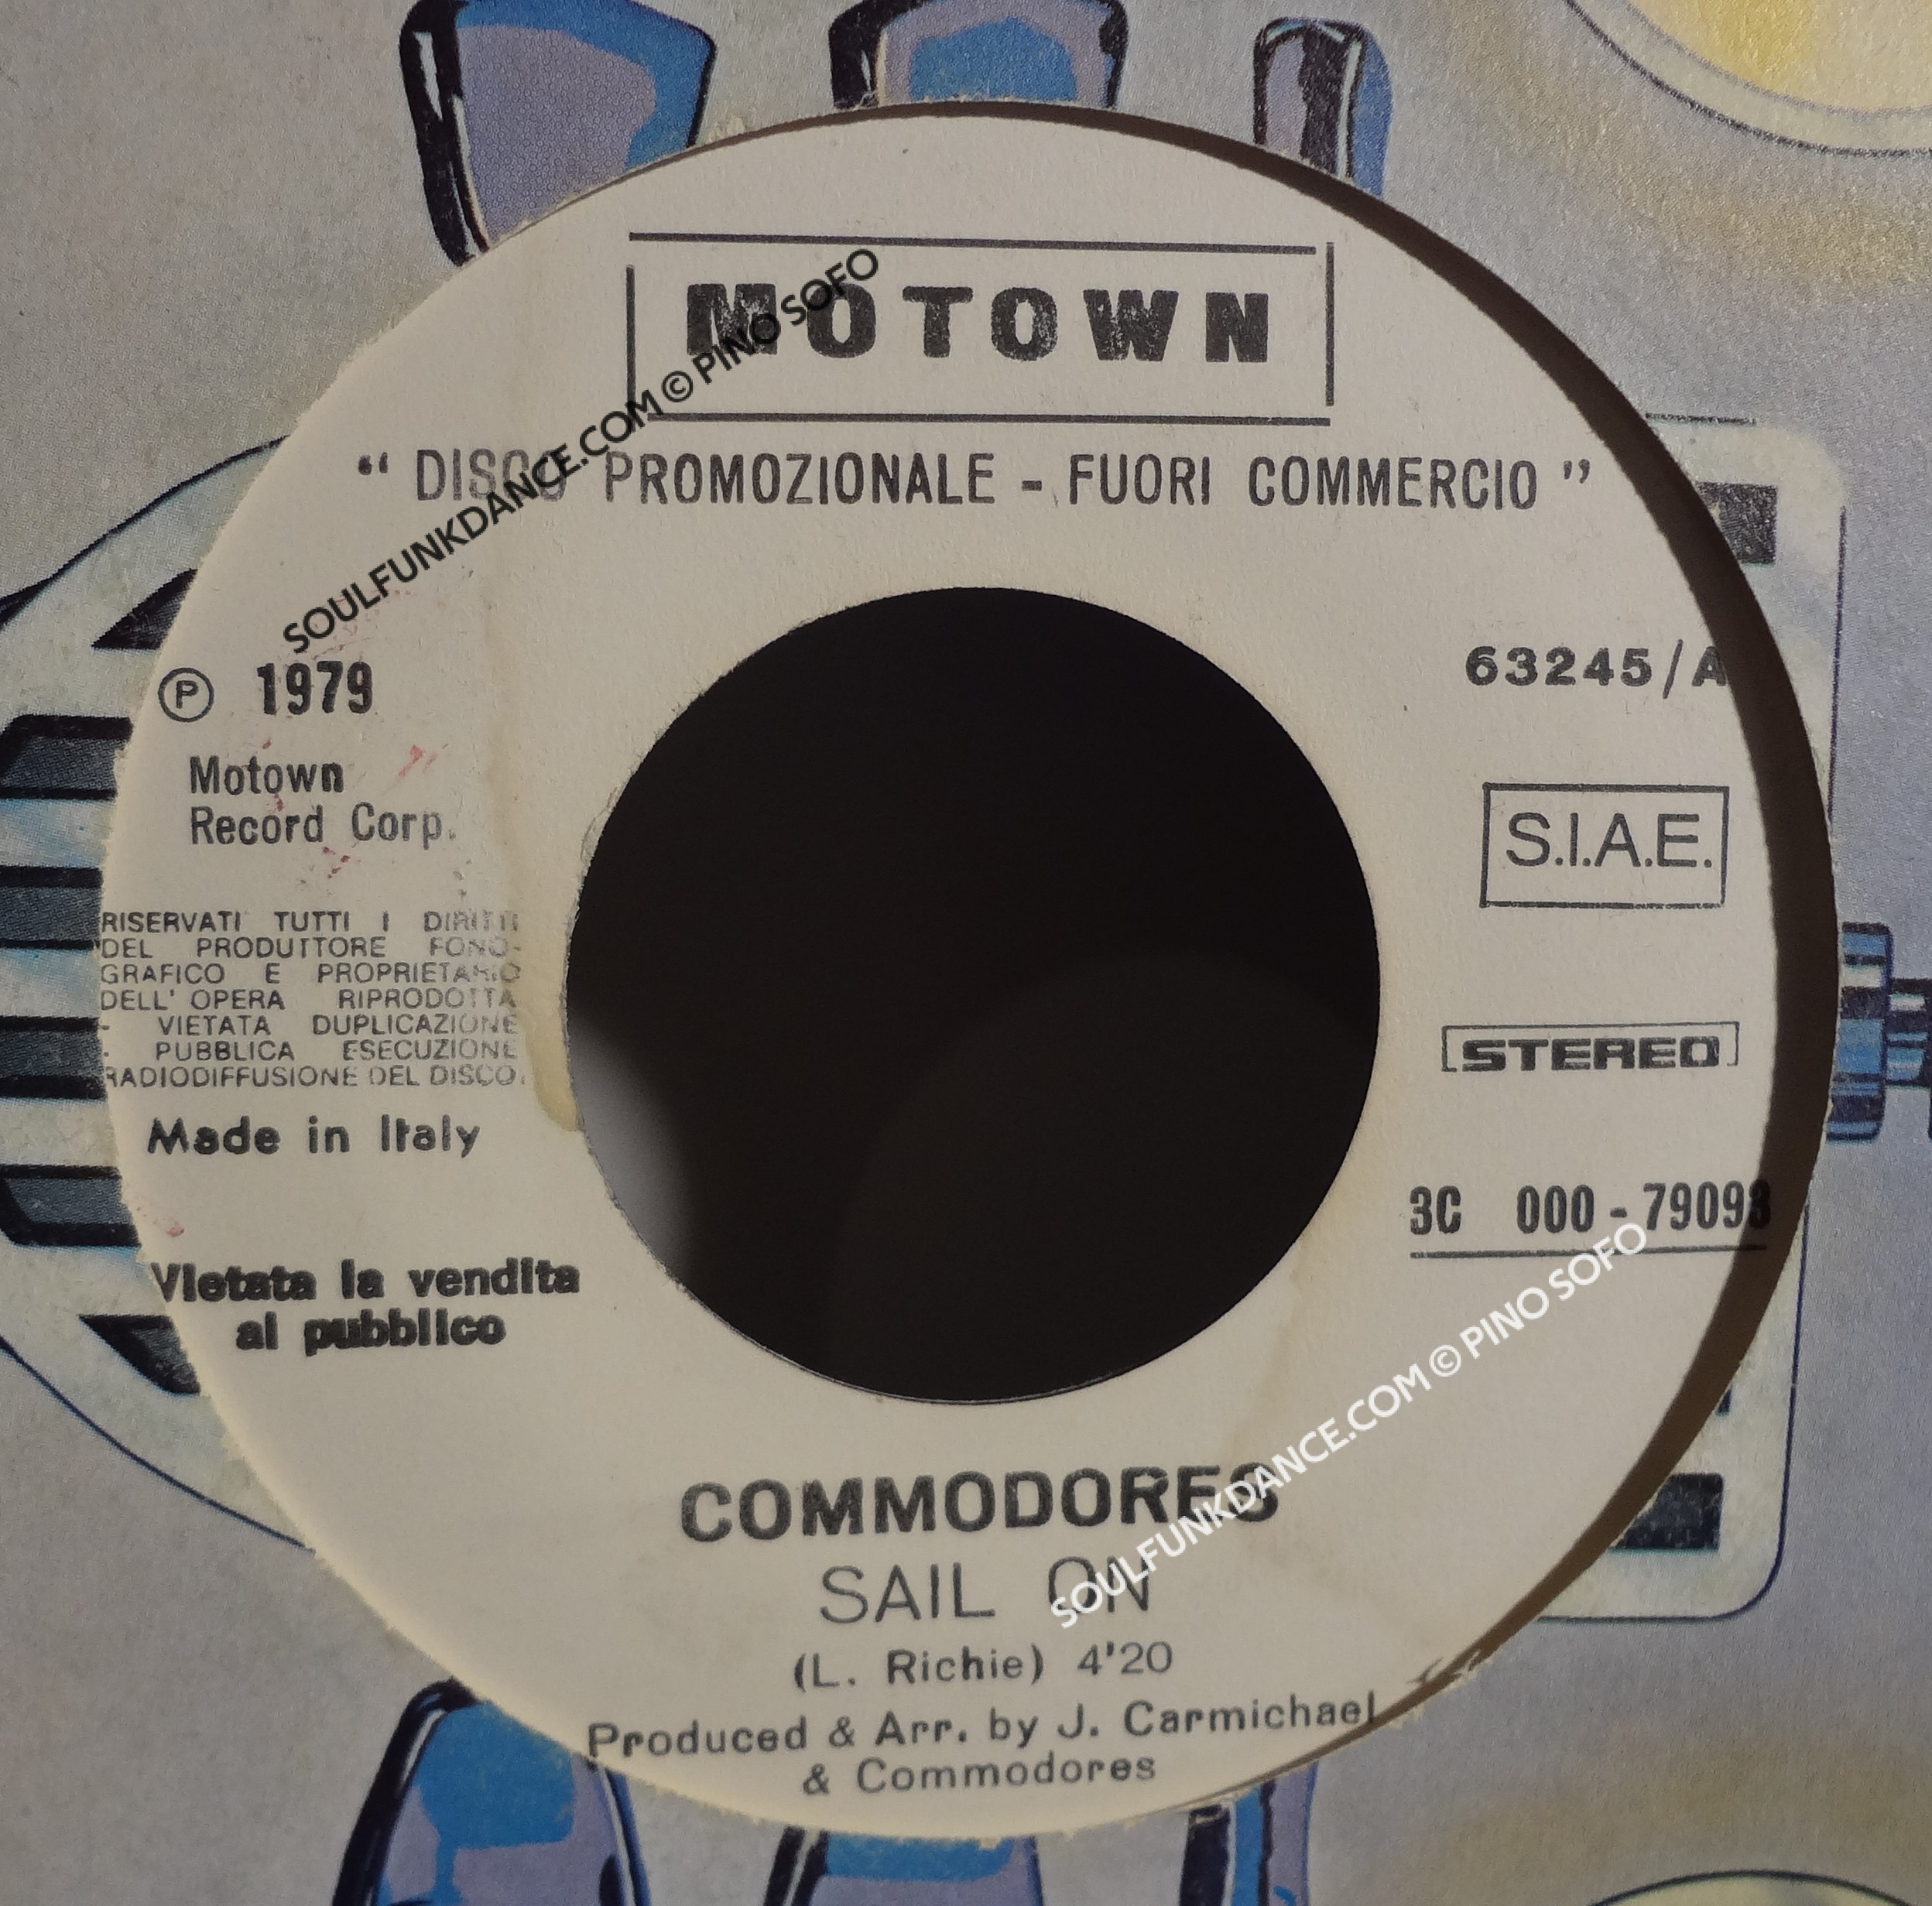 MOTOWN
“ DISCO PROMOZIONALE - FUORI COMMERCIO ”
SOULFUNKDANCE.COM © PINO SOFO
℗ 1979
Motown
Record Corp.
RISERVATI TUTTI I DIRITTI
DEL PRODUTTORE FONO-
GRAFICO E PROPRIETARIO
DELL' OPERA RIPRODOTTA
- VIETATA DUPLICAZIONE
- PUBBLICA ESECUZIONE
RADIODIFFUSIONE DEL DISCO.
Made in Italy
Vietata la vendita
al pubblico
63245/A
S.I.A.E.
STEREO
3C 000 - 79093
SOULFUNKDANCE.COM © PINO SOFO
COMMODORES
SAIL ON
(L. Richie) 4'20
Produced & Arr. by J. Carmichael
& Commodores